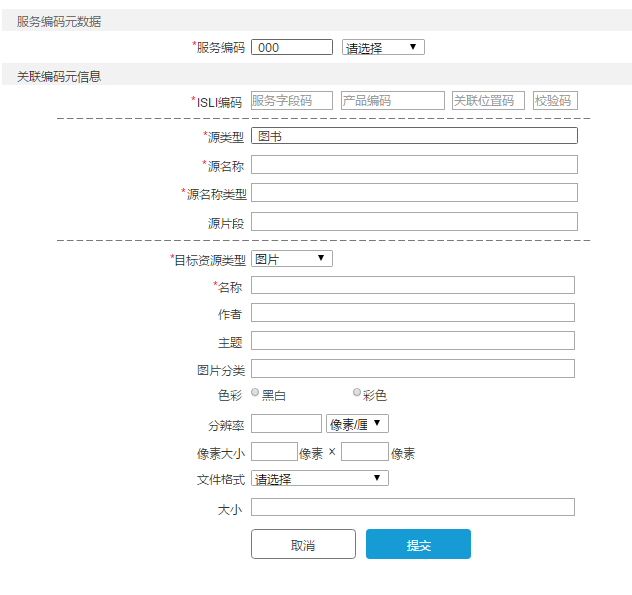 服务编码元数据
*服务编码 000 请选择
关联编码元信息
*ISLI编码 服务字段码 产品编码 关联位置码 校验码
*源类型 图书
*源名称
*源名称类型
源片段
*目标资源类型 图片
*名称
作者
主题
图片分类
色彩 黑白 彩色
分辨率 像素/厘
像素大小 像素 x 像素
文件格式 请选择
大小
取消 提交